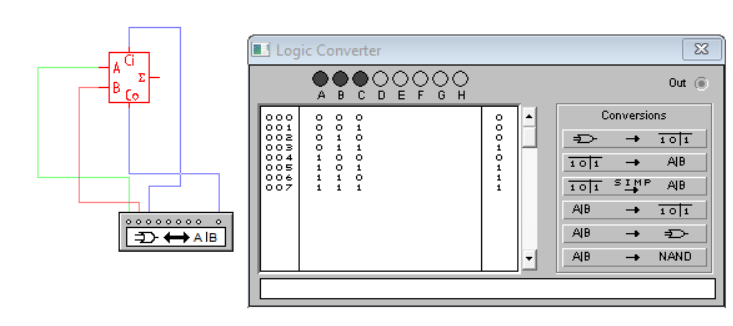 Ci
A
Σ
B
Co
A|B
Logic Converter
Out
A B C D E F G H
000 0 0 0 0
001 0 0 1 0
002 0 1 0 0
003 0 1 1 1
004 1 0 0 0
005 1 0 1 1
006 1 1 0 1
007 1 1 1 1
Conversions
→ 1 0|1
1 0|1 → A|B
1 0|1 SIMP → A|B
A|B → 1 0|1
A|B →
A|B → NAND